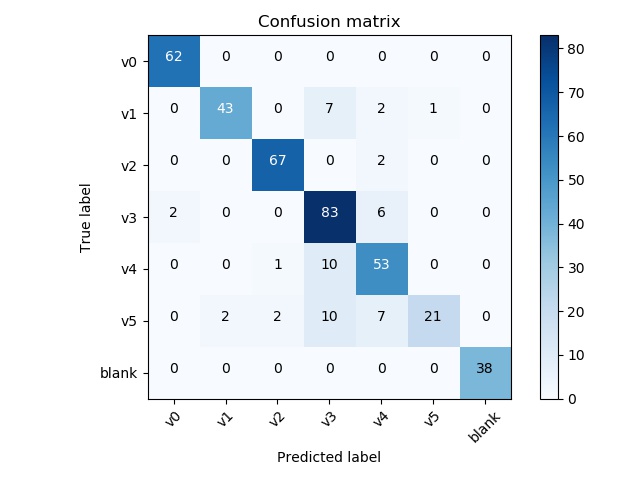 Confusion matrix
True label
v0 62 0 0 0 0 0 0
v1 0 43 0 7 2 1 0
v2 0 0 67 0 2 0 0
v3 2 0 0 83 6 0 0
v4 0 0 1 10 53 0 0
v5 0 2 2 10 7 21 0
blank 0 0 0 0 0 0 38
v0 v1 v2 v3 v4 v5 blank
Predicted label
80
70
60
50
40
30
20
10
0